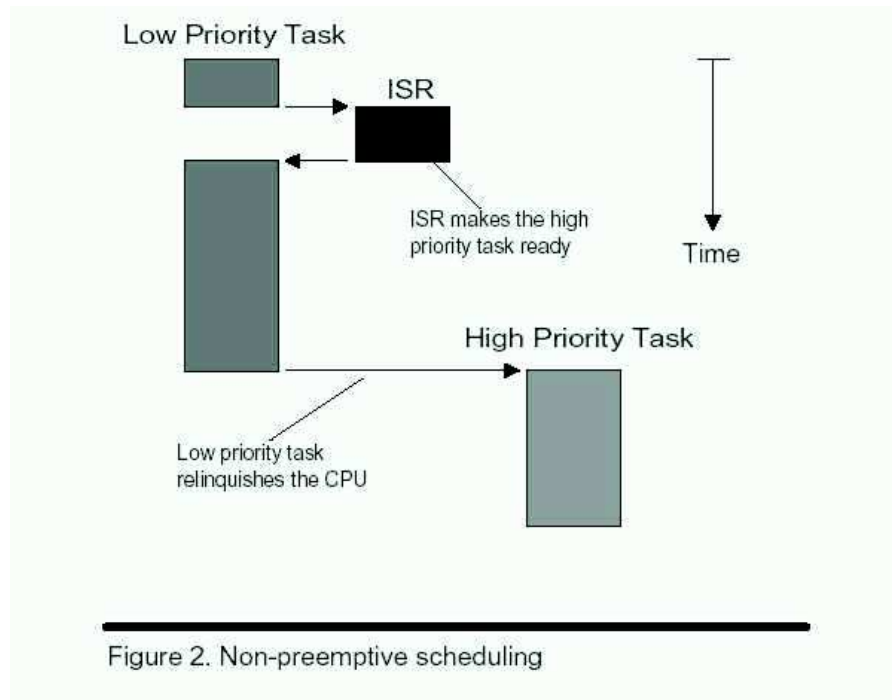 Low Priority Task
ISR
ISR makes the high
priority task ready
Time
High Priority Task
Low priority task
relinquishes the CPU
Figure 2. Non-preemptive scheduling